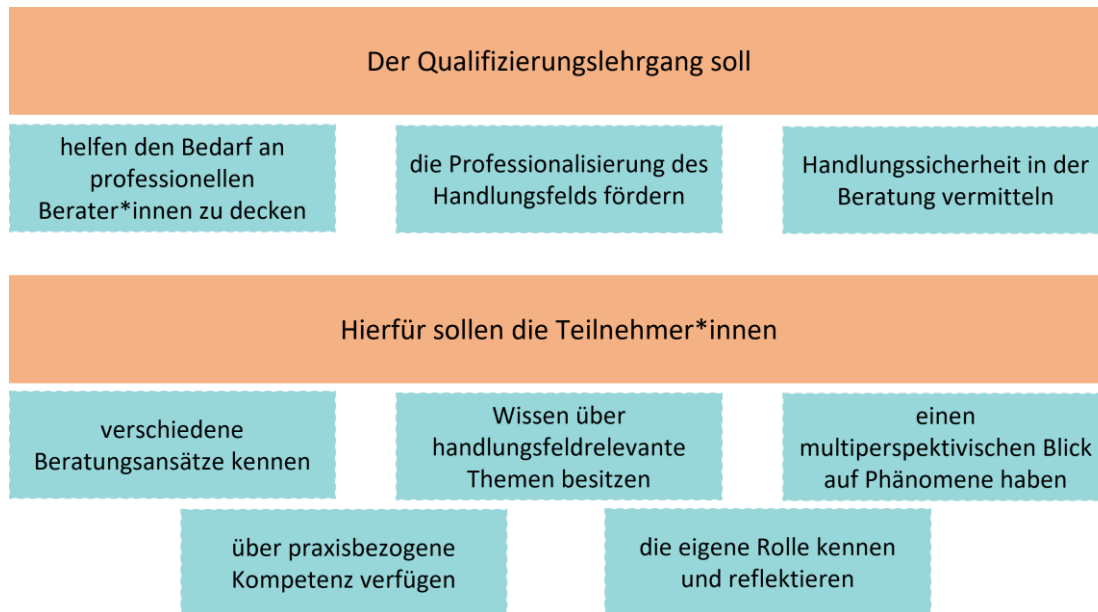 Der Qualifizierungslehrgang soll
helfen den Bedarf an
professionellen
Berater*innen zu decken
die Professionalisierung des
Handlungsfelds fördern
Handlungssicherheit in der
Beratung vermitteln
Hierfür sollen die Teilnehmer*innen
verschiedene
Beratungsansätze kennen
Wissen über
handlungsfeldrelevante
Themen besitzen
einen
multiperspektivischen Blick
auf Phänomene haben
über praxisbezogene
Kompetenz verfügen
die eigene Rolle kennen
und reflektieren